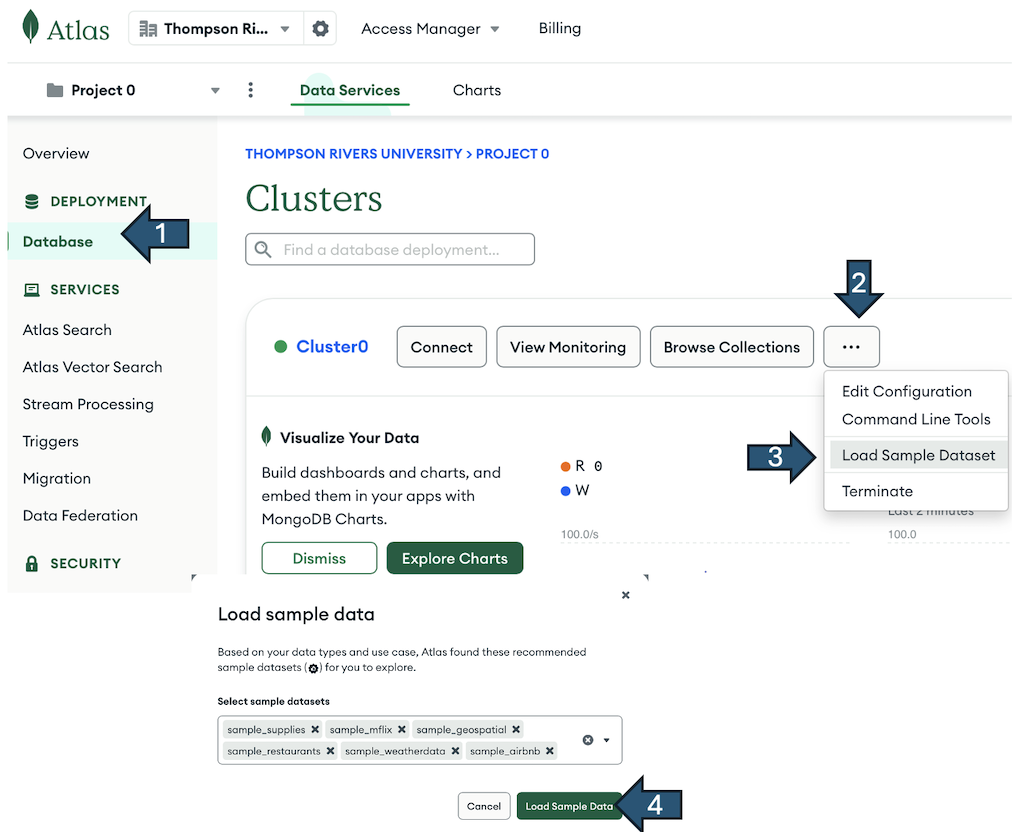 Atlas
Thompson Ri...
Access Manager
Billing
Project 0
Data Services
Charts
Overview
DEPLOYMENT
Database
1
SERVICES
Atlas Search
Atlas Vector Search
Stream Processing
Triggers
Migration
Data Federation
SECURITY
THOMPSON RIVERS UNIVERSITY > PROJECT 0
Clusters
Find a database deployment...
2
Cluster0
Connect
View Monitoring
Browse Collections
...
Edit Configuration
Command Line Tools
3
Load Sample Dataset
Terminate
Visualize Your Data
Build dashboards and charts, and
embed them in your apps with
MongoDB Charts.
Dismiss
Explore Charts
R 0
W
100.0/s
Last 2 minutes
100.0
Load sample data
Based on your data types and use case, Atlas found these recommended
sample datasets ( ) for you to explore.
Select sample datasets
sample_supplies sample_mflix sample_geospatial
sample_restaurants sample_weatherdata sample_airbnb
Cancel
Load Sample Data
4